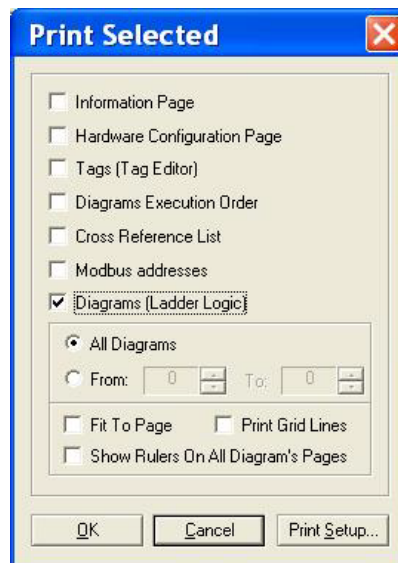 Print Selected
Information Page
Hardware Configuration Page
Tags (Tag Editor)
Diagrams Execution Order
Cross Reference List
Modbus addresses
Diagrams (Ladder Logic)
All Diagrams
From: 0 To: 0
Fit To Page Print Grid Lines
Show Rulers On All Diagram's Pages
OK Cancel Print Setup...